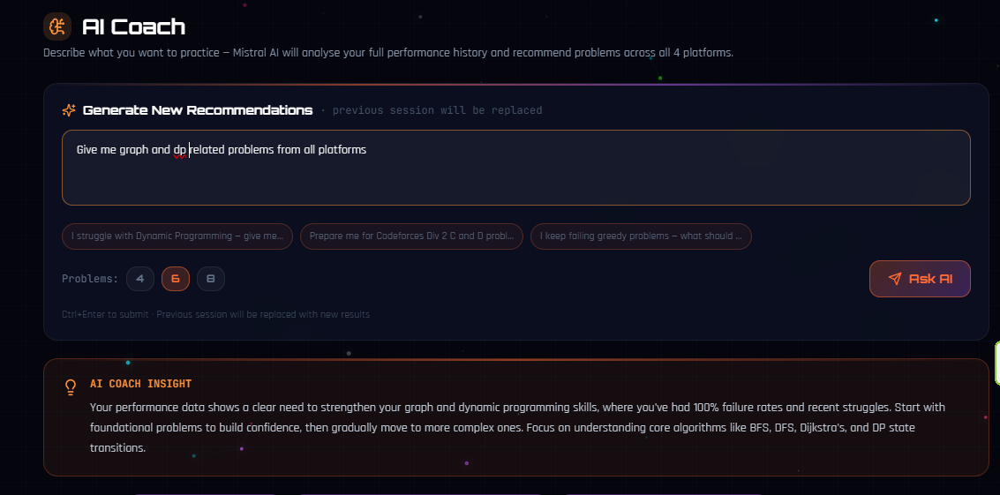 AI Coach
Describe what you want to practice — Mistral AI will analyse your full performance history and recommend problems across all 4 platforms.
Generate New Recommendations · previous session will be replaced
Give me graph and dp related problems from all platforms
I struggle with Dynamic Programming — give me...
Prepare me for Codeforces Div 2 C and D probl...
I keep failing greedy problems — what should ...
Problems: 4 6 8
Ask AI
Ctrl+Enter to submit · Previous session will be replaced with new results
AI COACH INSIGHT
Your performance data shows a clear need to strengthen your graph and dynamic programming skills, where you've had 100% failure rates and recent struggles. Start with
foundational problems to build confidence, then gradually move to more complex ones. Focus on understanding core algorithms like BFS, DFS, Dijkstra's, and DP state
transitions.